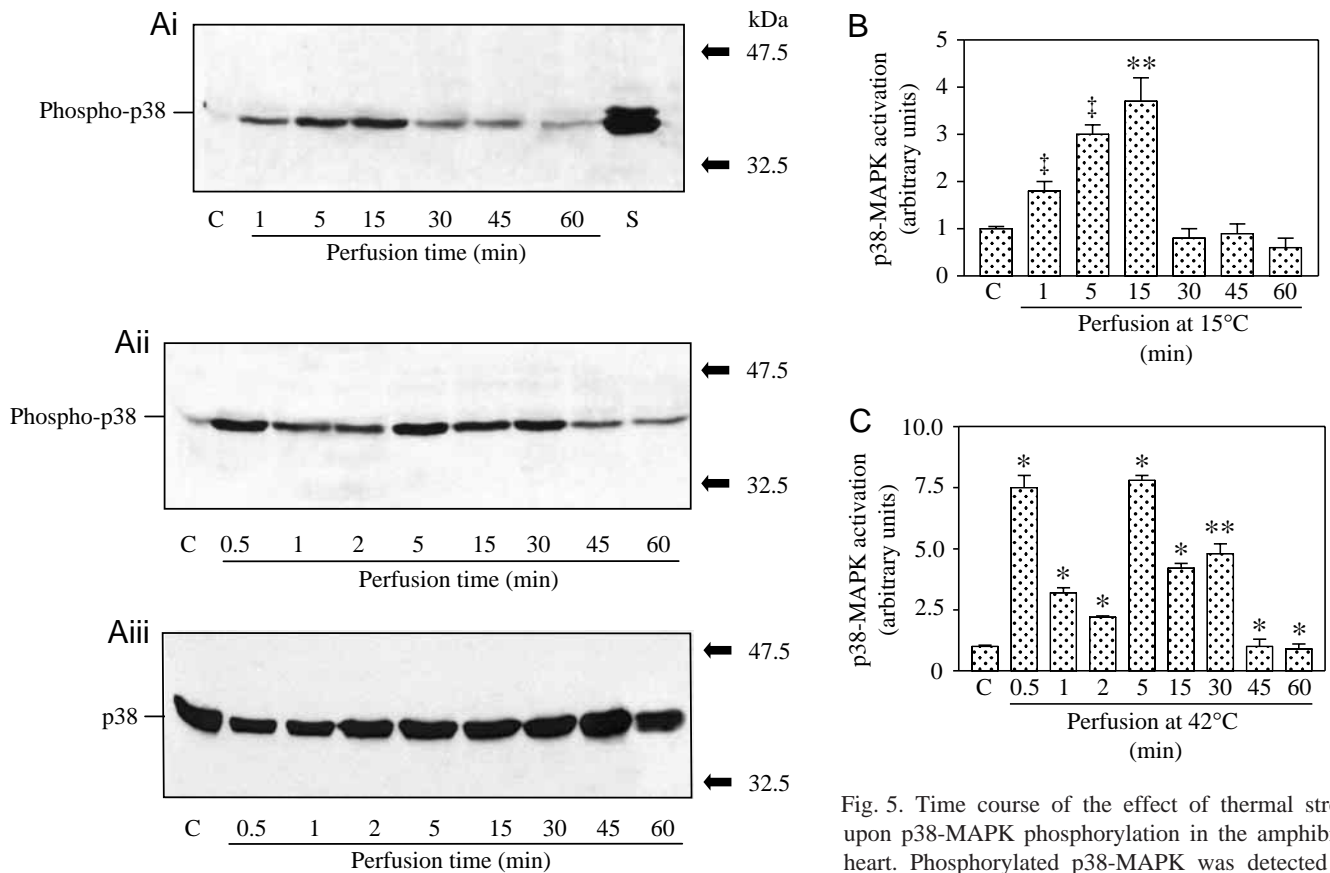 Ai
kDa
47.5
Phospho-p38
32.5
C 1 5 15 30 45 60 S
Perfusion time (min)
Aii
47.5
Phospho-p38
32.5
C 0.5 1 2 5 15 30 45 60
Perfusion time (min)
Aiii
47.5
p38
32.5
C 0.5 1 2 5 15 30 45 60
Perfusion time (min)
B
p38-MAPK activation
(arbitrary units)
5
4
3
2
1
0
‡ ‡ **
C 1 5 15 30 45 60
Perfusion at 15°C
(min)
C
p38-MAPK activation
(arbitrary units)
10.0
7.5
5.0
2.5
0
* * * * * ** * *
C 0.5 1 2 5 15 30 45 60
Perfusion at 42°C
(min)
Fig. 5. Time course of the effect of thermal stre
upon p38-MAPK phosphorylation in the amphib
heart. Phosphorylated p38-MAPK was detected